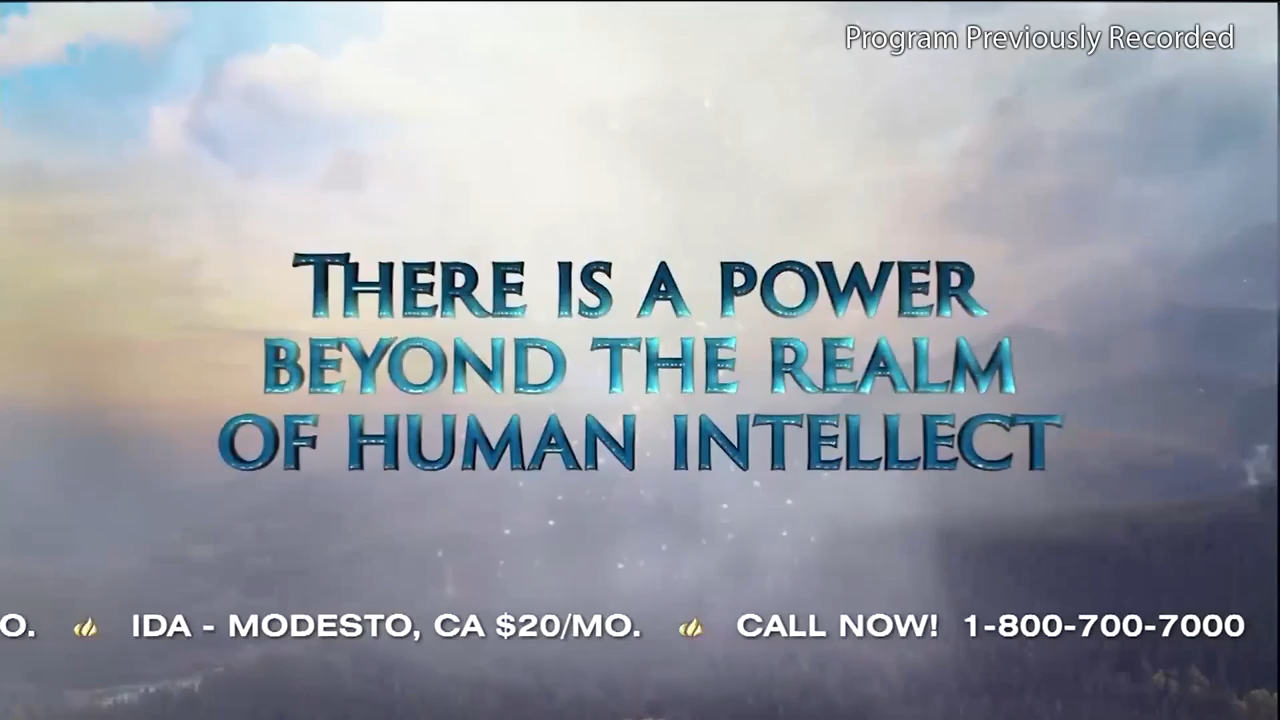 Program Previously Recorded
THERE IS A POWER
BEYOND THE REALM
OF HUMAN INTELLECT
O. IDA - MODESTO, CA $20/MO. CALL NOW! 1-800-700-7000